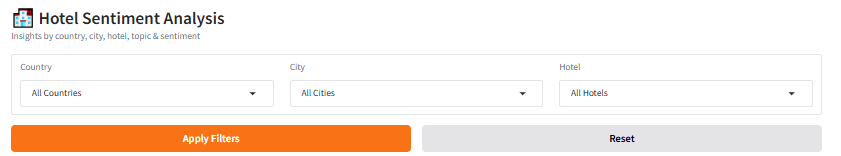 Hotel Sentiment Analysis
Insights by country, city, hotel, topic & sentiment
Country City Hotel
All Countries All Cities All Hotels
Apply Filters Reset